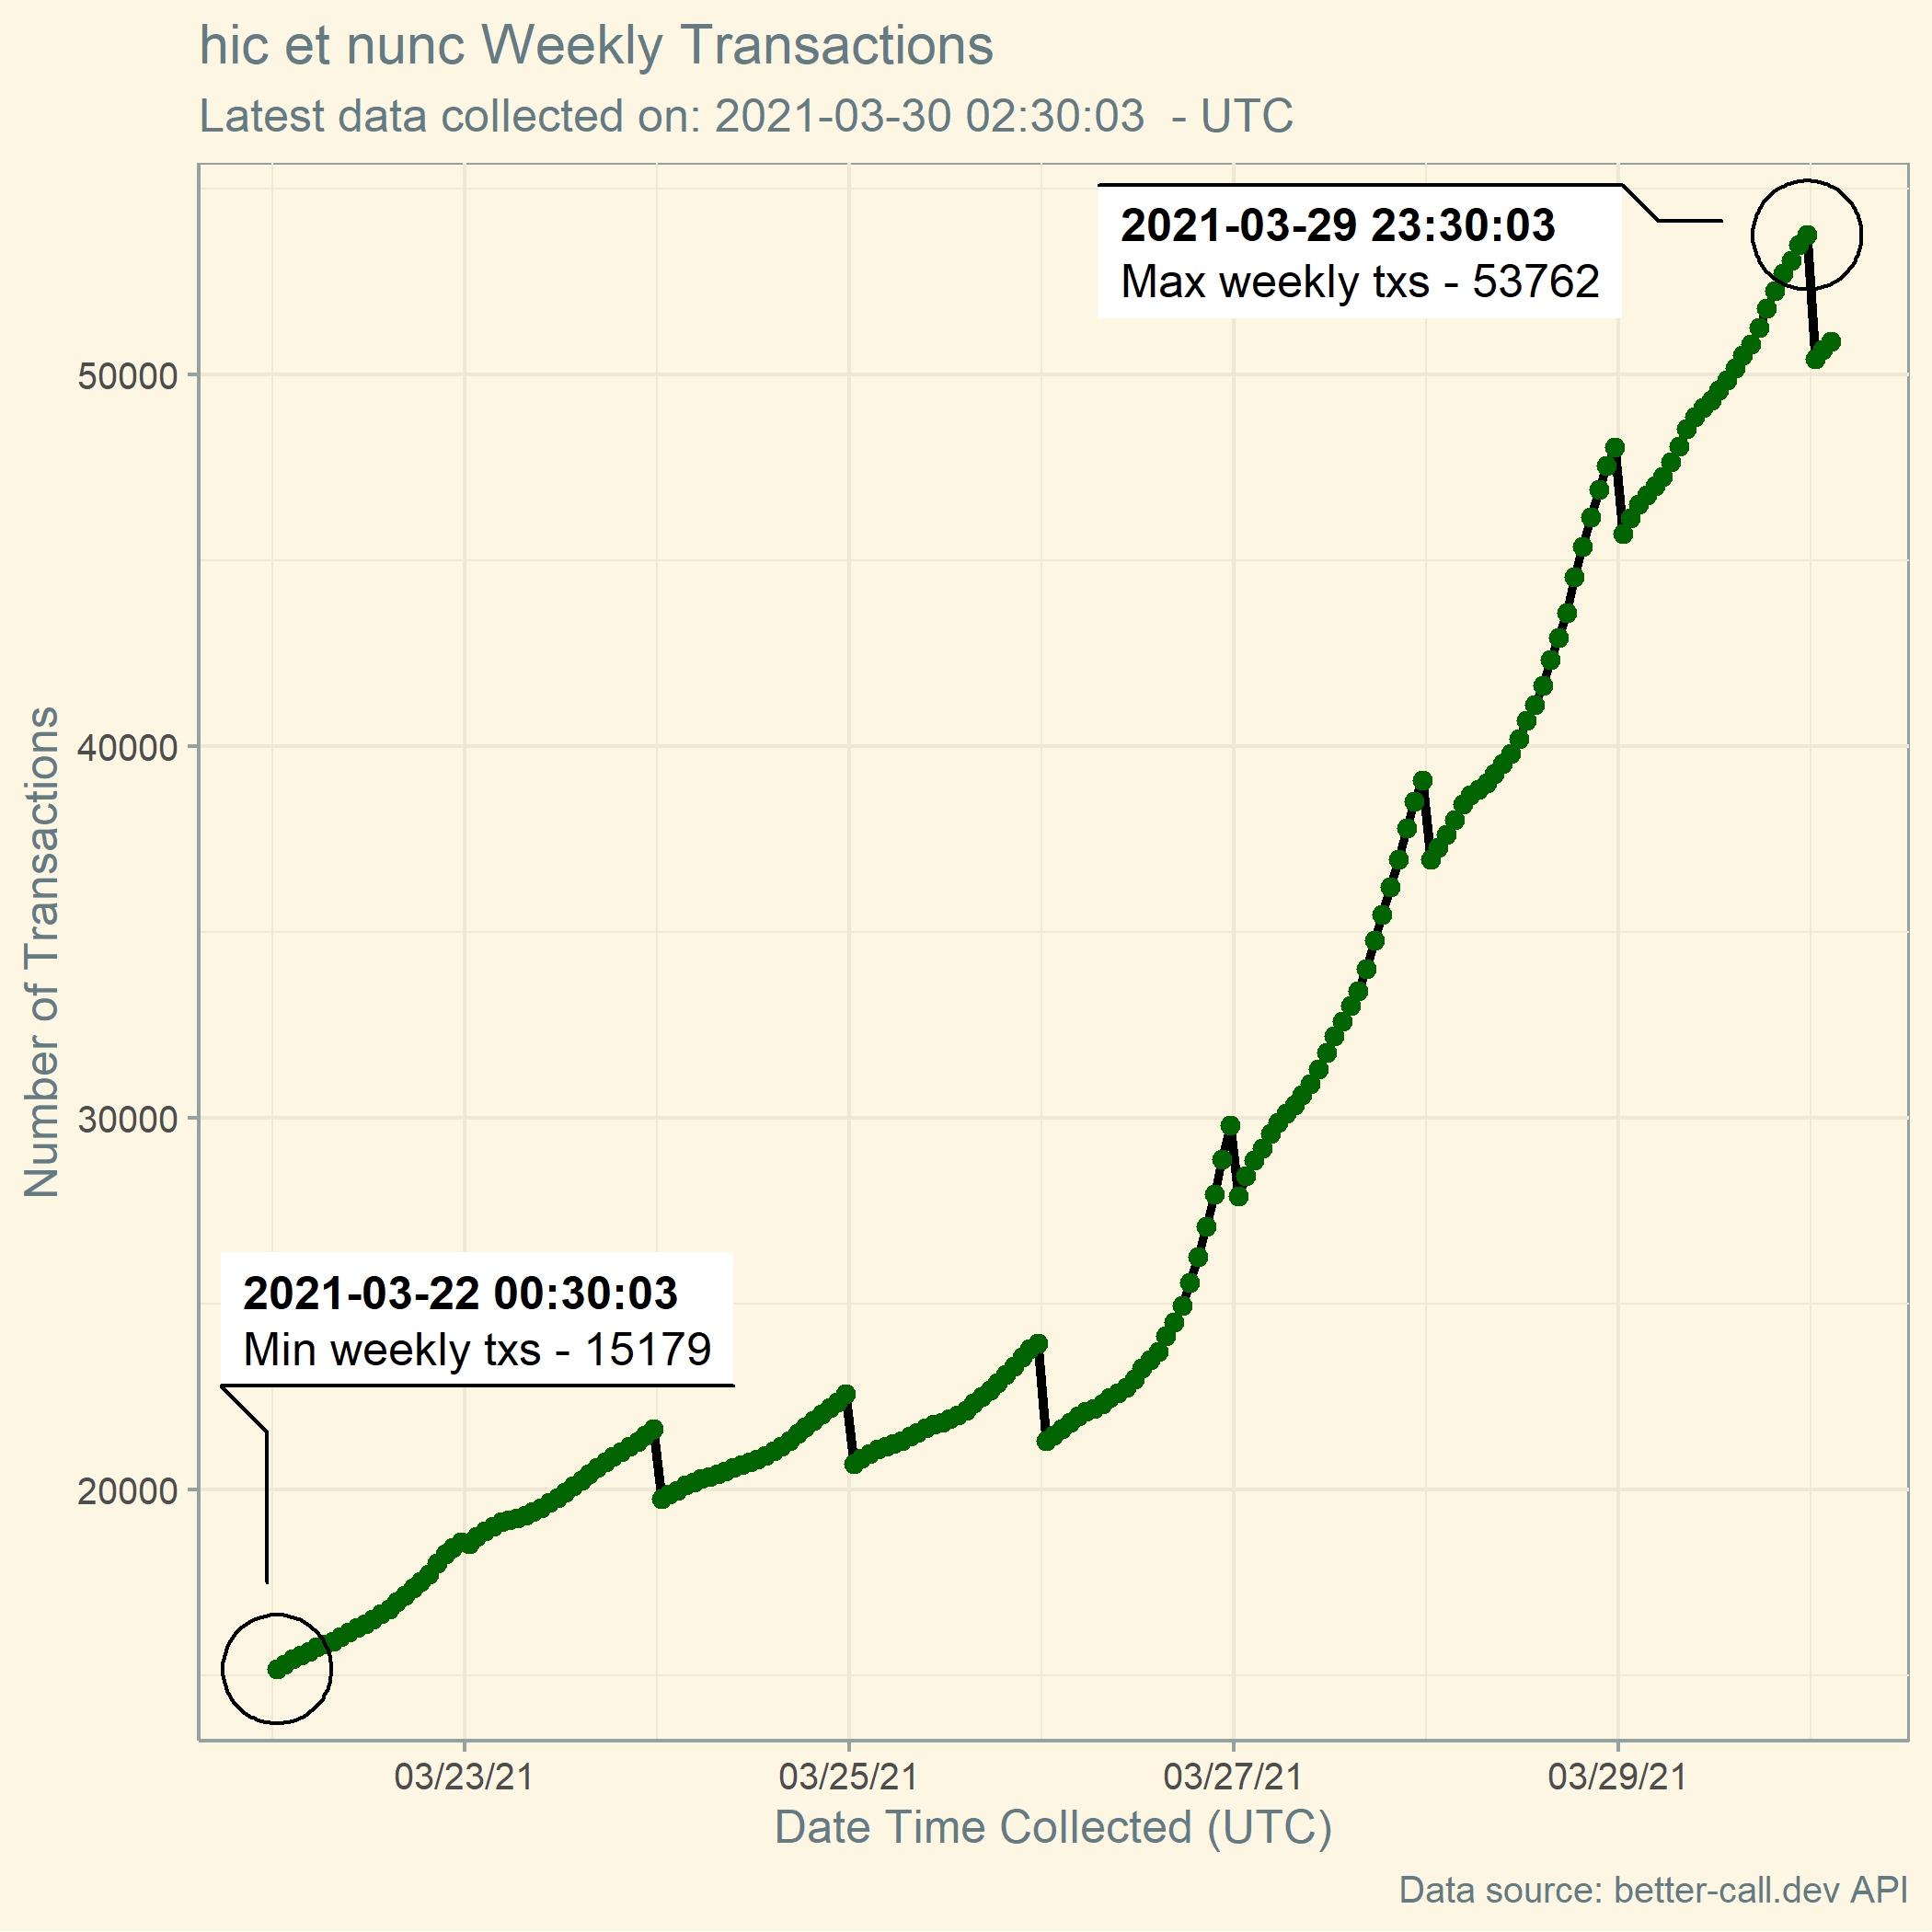 hic et nunc Weekly Transactions
Latest data collected on: 2021-03-30 02:30:03  - UTC
2021-03-29 23:30:03
Max weekly txs - 53762
50000
40000
30000
20000
Number of Transactions
2021-03-22 00:30:03
Min weekly txs - 15179
03/23/21
03/25/21
03/27/21
03/29/21
Date Time Collected (UTC)
Data source: better-call.dev API